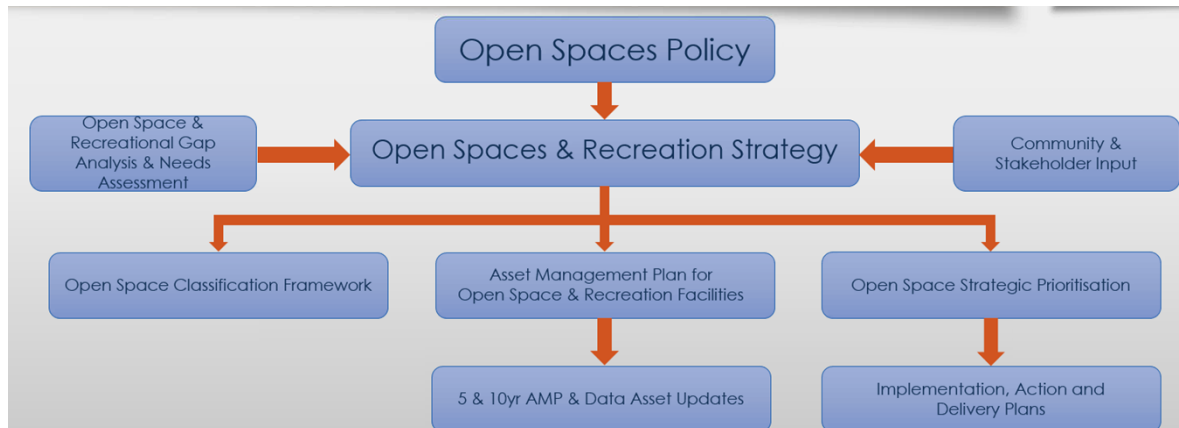 Open Spaces Policy
Open Space &
Recreational Gap
Analysis & Needs
Assessment
Open Spaces & Recreation Strategy
Community &
Stakeholder Input
Open Space Classification Framework
Asset Management Plan for
Open Space & Recreation Facilities
Open Space Strategic Prioritisation
5 & 10yr AMP & Data Asset Updates
Implementation, Action and
Delivery Plans